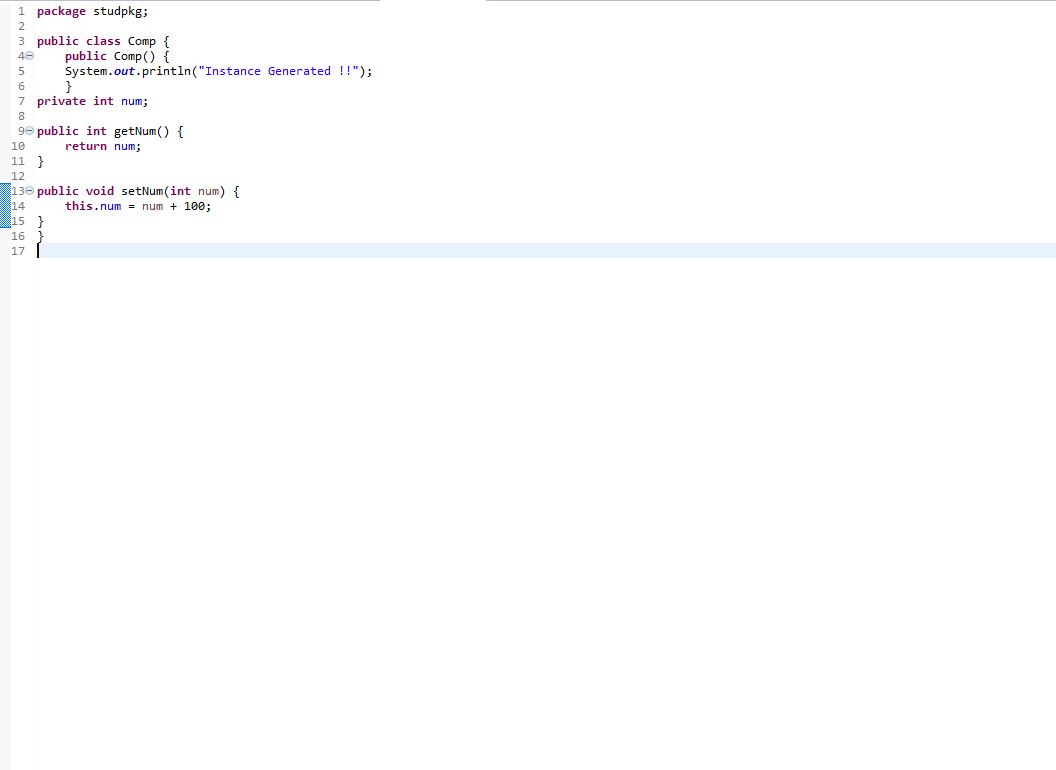 1 package studpkg;
2
3 public class Comp {
4     public Comp() {
5     System.out.println("Instance Generated !!");
6     }
7 private int num;
8
9 public int getNum() {
10     return num;
11 }
12
13 public void setNum(int num) {
14     this.num = num + 100;
15 }
16 }
17